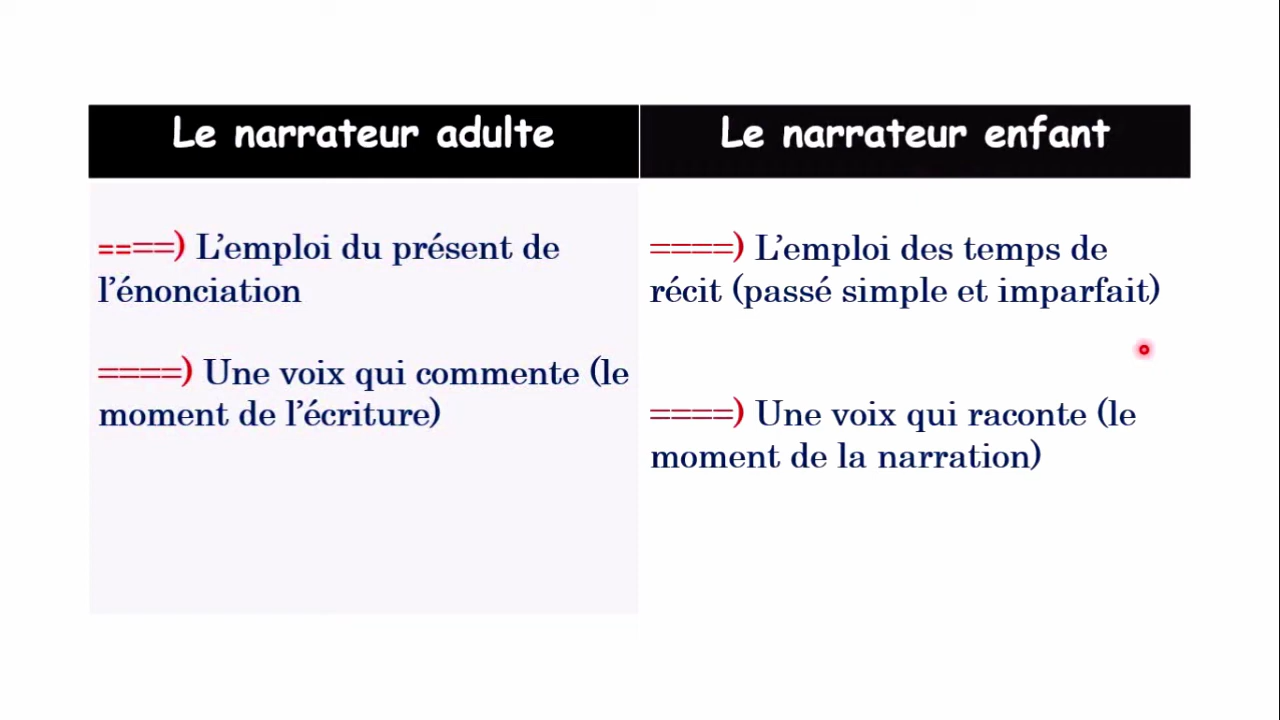 Le narrateur adulte
====) L’emploi du présent de
l’énonciation
====) Une voix qui commente (le
moment de l’écriture)
Le narrateur enfant
====) L’emploi des temps de
récit (passé simple et imparfait)
====) Une voix qui raconte (le
moment de la narration)